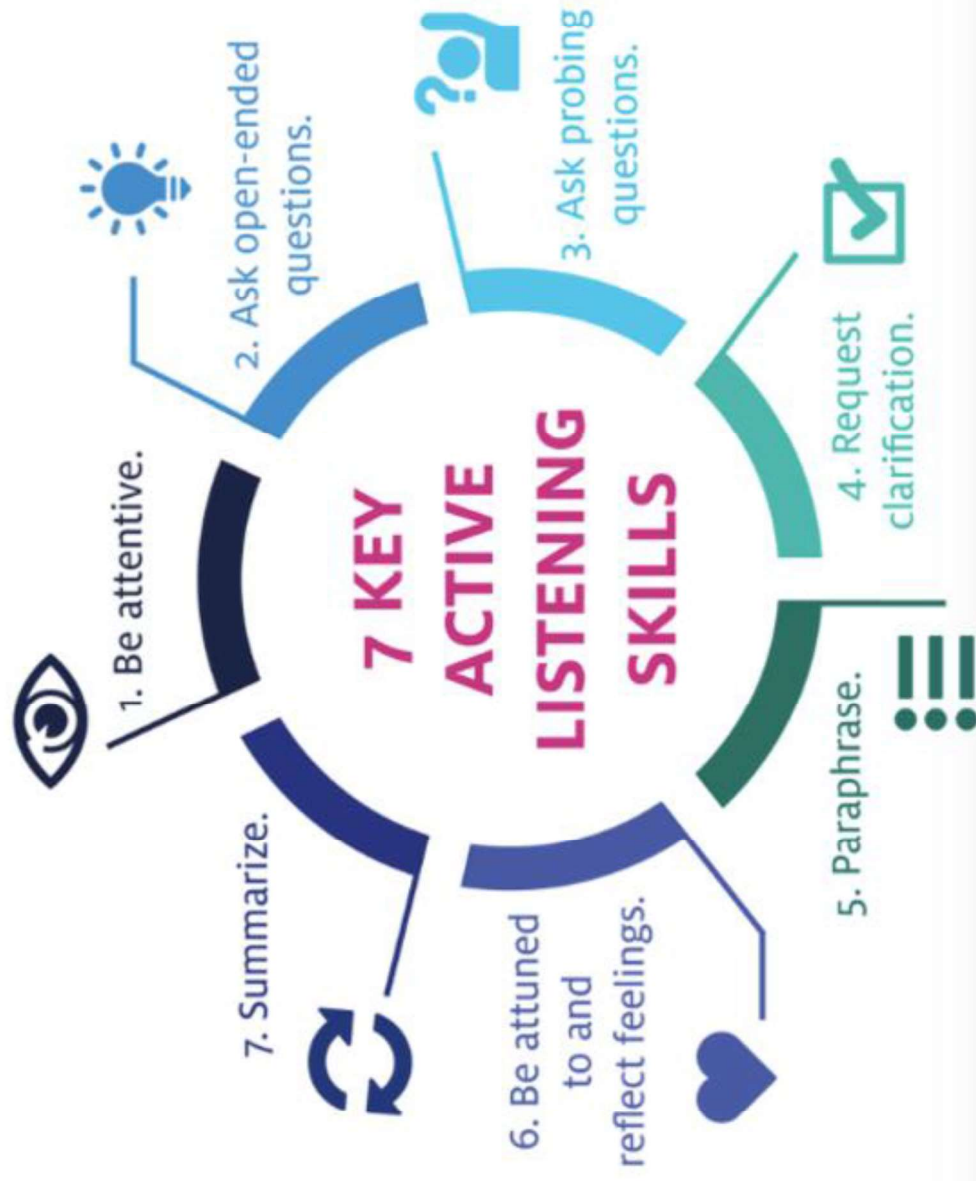 7 KEY
ACTIVE
LISTENING
SKILLS
1. Be attentive.
2. Ask open-ended
questions.
?
3. Ask probing
questions.
4. Request
clarification.
5. Paraphrase.
6. Be attuned
to and
reflect feelings.
7. Summarize.